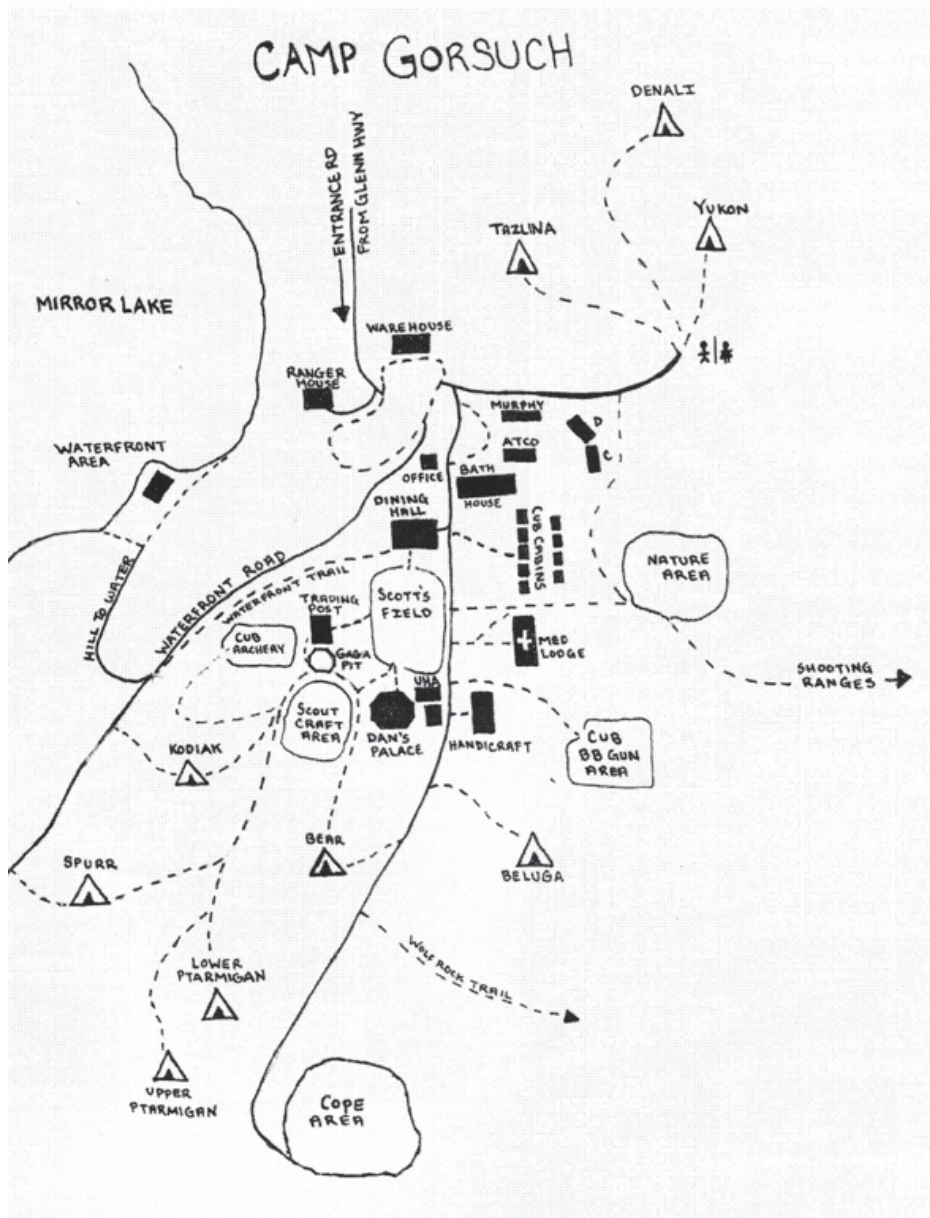 CAMP GORSUCH
DENALI
YUKON
TAZLINA
ENTRANCE RD
FROM GLENN HWY
MIRROR LAKE
WAREHOUSE
RANGER
HOUSE
MURPHY
D
C
ATCO
WATERFRONT
AREA
OFFICE
BATH
HOUSE
DINING
HALL
CUB CABINS
NATURE
AREA
HILL TO WATER
WATERFRONT ROAD
WATERFRONT TRAIL
SCOTT'S
FIELD
TRADING
POST
CUB
ARCHERY
GAGA
PIT
MED
LODGE
SHOOTING
RANGES
UHA
SCOUT
CRAFT
AREA
DAN'S
PALACE
HANDICRAFT
CUB
BB GUN
AREA
KODIAK
SPURR
BEAR
BELUGA
WOLF ROCK TRAIL
LOWER
PTARMIGAN
UPPER
PTARMIGAN
COPE
AREA